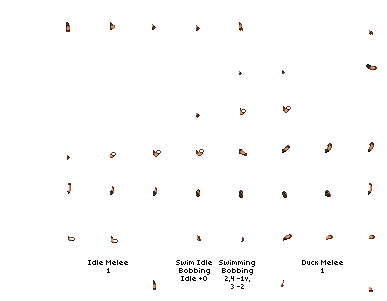 Idle Melee
1
Swim Idle
Bobbing
Idle +0
Swimming
Bobbing
2,4 -1v,
3 -2
Duck Melee
1